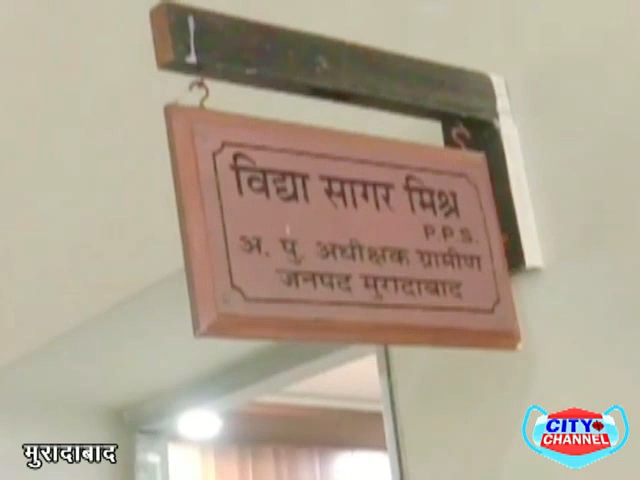 विद्या सागर मिश्र
P.P.S.
अ. पु. अधीक्षक ग्रामीण
जनपद मुरादाबाद
मुरादाबाद
CITY
CHANNEL